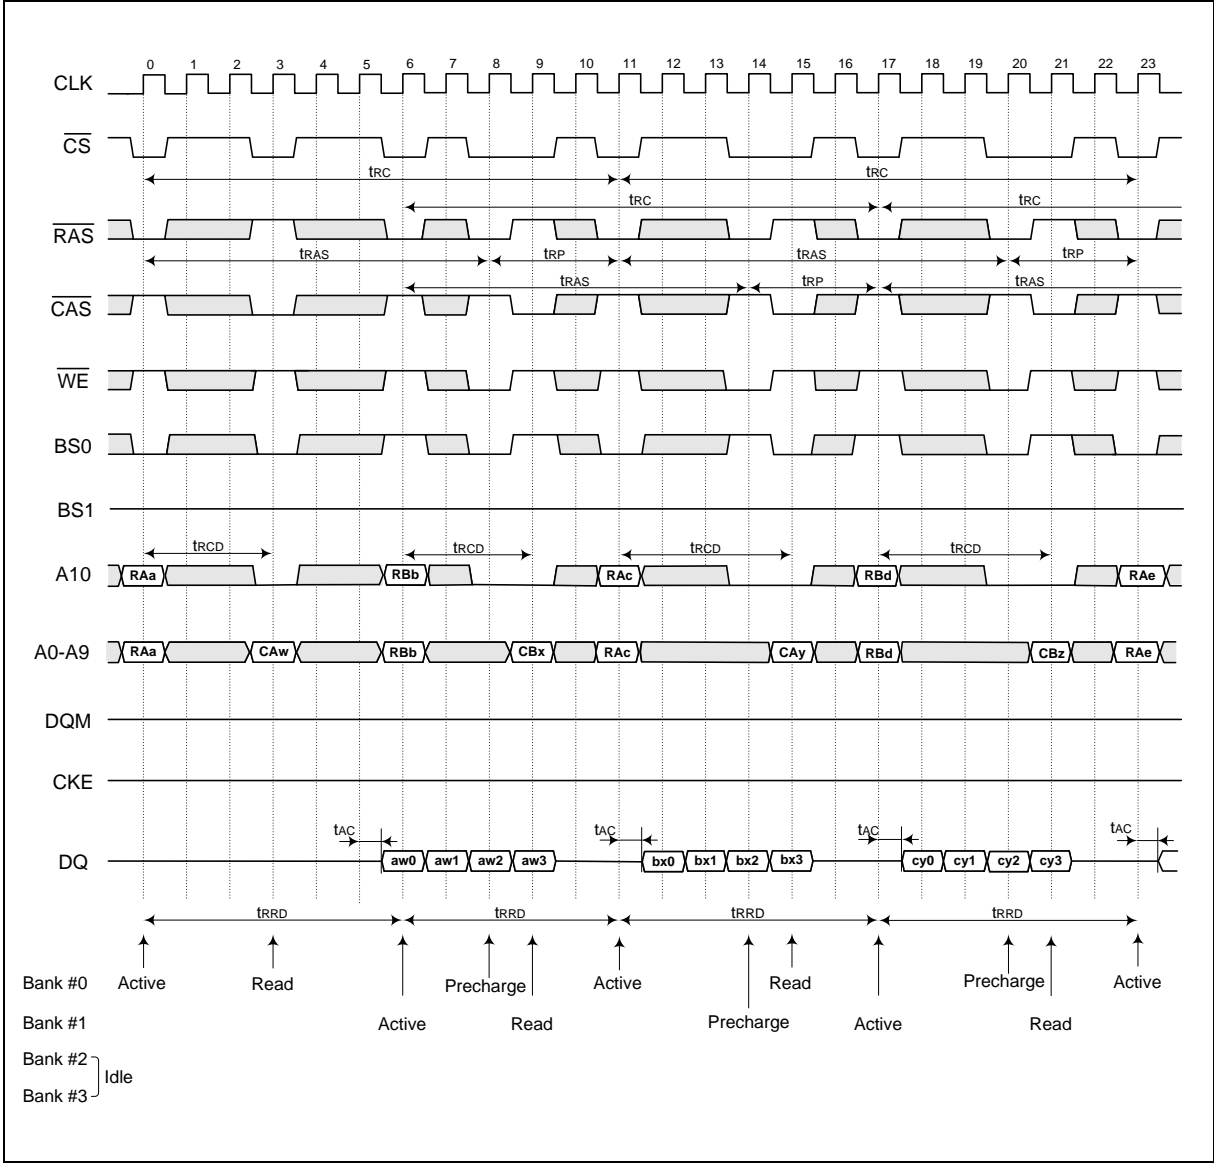 0 1 2 3 4 5 6 7 8 9 10 11 12 13 14 15 16 17 18 19 20 21 22 23
CLK
CS
tRC tRC
tRC tRC
RAS
tRAS tRP tRAS tRP
tRAS tRP tRAS
CAS
WE
BS0
BS1
tRCD tRCD tRCD tRCD
A10 RAa RBb RAc RBd RAe
A0-A9 RAa CAw RBb CBx RAc CAy RBd CBz RAe
DQM
CKE
tAC tAC tAC tAC
DQ aw0 aw1 aw2 aw3 bx0 bx1 bx2 bx3 cy0 cy1 cy2 cy3
tRRD tRRD tRRD tRRD
Bank #0 Active Read Precharge Active Read Precharge Active
Bank #1 Active Read Precharge Active Read
Bank #2
Idle
Bank #3